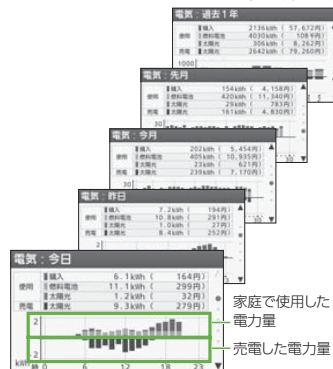 電気：過去1年
購入 2136kWh ( 57,672円)
使用 燃料電池 4030kWh ( 108千円)
太陽光 306kWh ( 8,262円)
売電 太陽光 2642kWh ( 79,260円)
1000
電気：先月
購入 154kWh ( 4,158円)
使用 燃料電池 420kWh ( 11,340円)
太陽光 29kWh ( 783円)
売電 太陽光 161kWh ( 4,830円)
30
電気：今月
購入 202kWh ( 5,454円)
使用 燃料電池 405kWh ( 10,935円)
太陽光 23kWh ( 621円)
売電 太陽光 239kWh ( 7,170円)
30
電気：昨日
購入 7.2kWh ( 194円)
使用 燃料電池 10.8kWh ( 291円)
太陽光 1.0kWh ( 27円)
売電 太陽光 8.4kWh ( 252円)
2
電気：今日
購入 6.1kWh ( 164円)
使用 燃料電池 11.1kWh ( 299円)
太陽光 1.2kWh ( 32円)
売電 太陽光 9.3kWh ( 279円)
2
2
kWh 時 0 6 12 18 23
家庭で使用した
電力量
売電した電力量